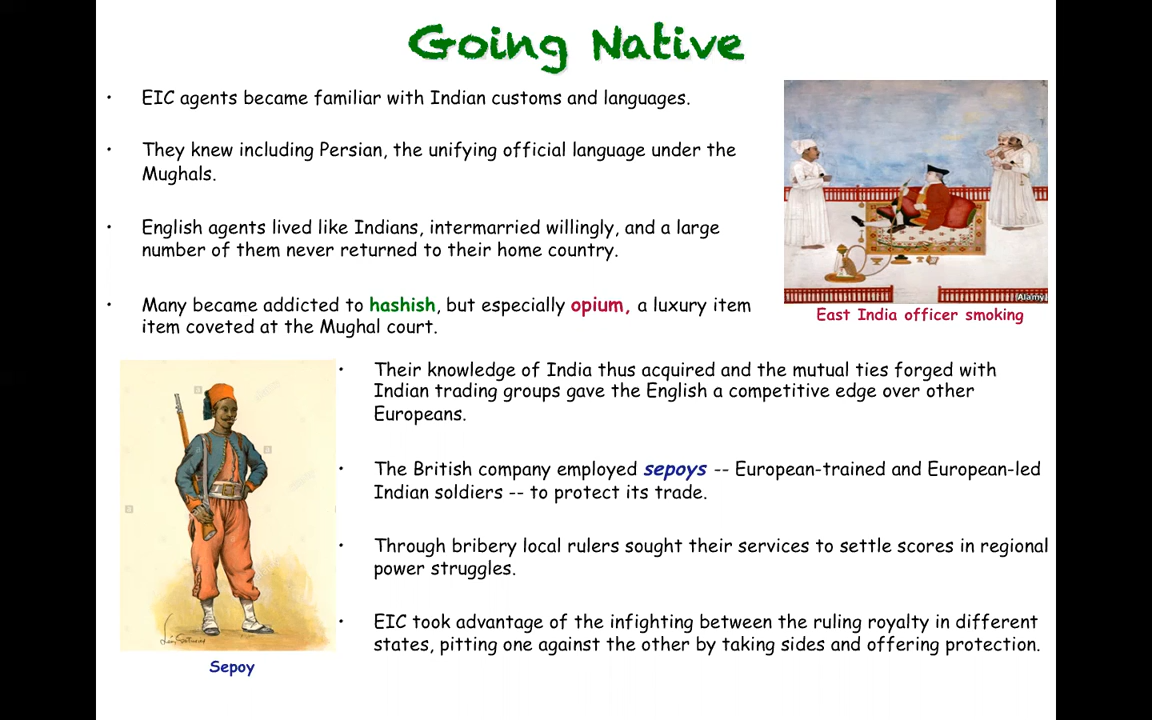 Going Native
• EIC agents became familiar with Indian customs and languages.
• They knew including Persian, the unifying official language under the
Mughals.
• English agents lived like Indians, intermarried willingly, and a large
number of them never returned to their home country.
• Many became addicted to hashish, but especially opium, a luxury item
item coveted at the Mughal court.
Alamy
East India officer smoking
• Their knowledge of India thus acquired and the mutual ties forged with
Indian trading groups gave the English a competitive edge over other
Europeans.
• The British company employed sepoys -- European-trained and European-led
Indian soldiers -- to protect its trade.
• Through bribery local rulers sought their services to settle scores in regional
power struggles.
• EIC took advantage of the infighting between the ruling royalty in different
states, pitting one against the other by taking sides and offering protection.
a
a
a
Sepoy